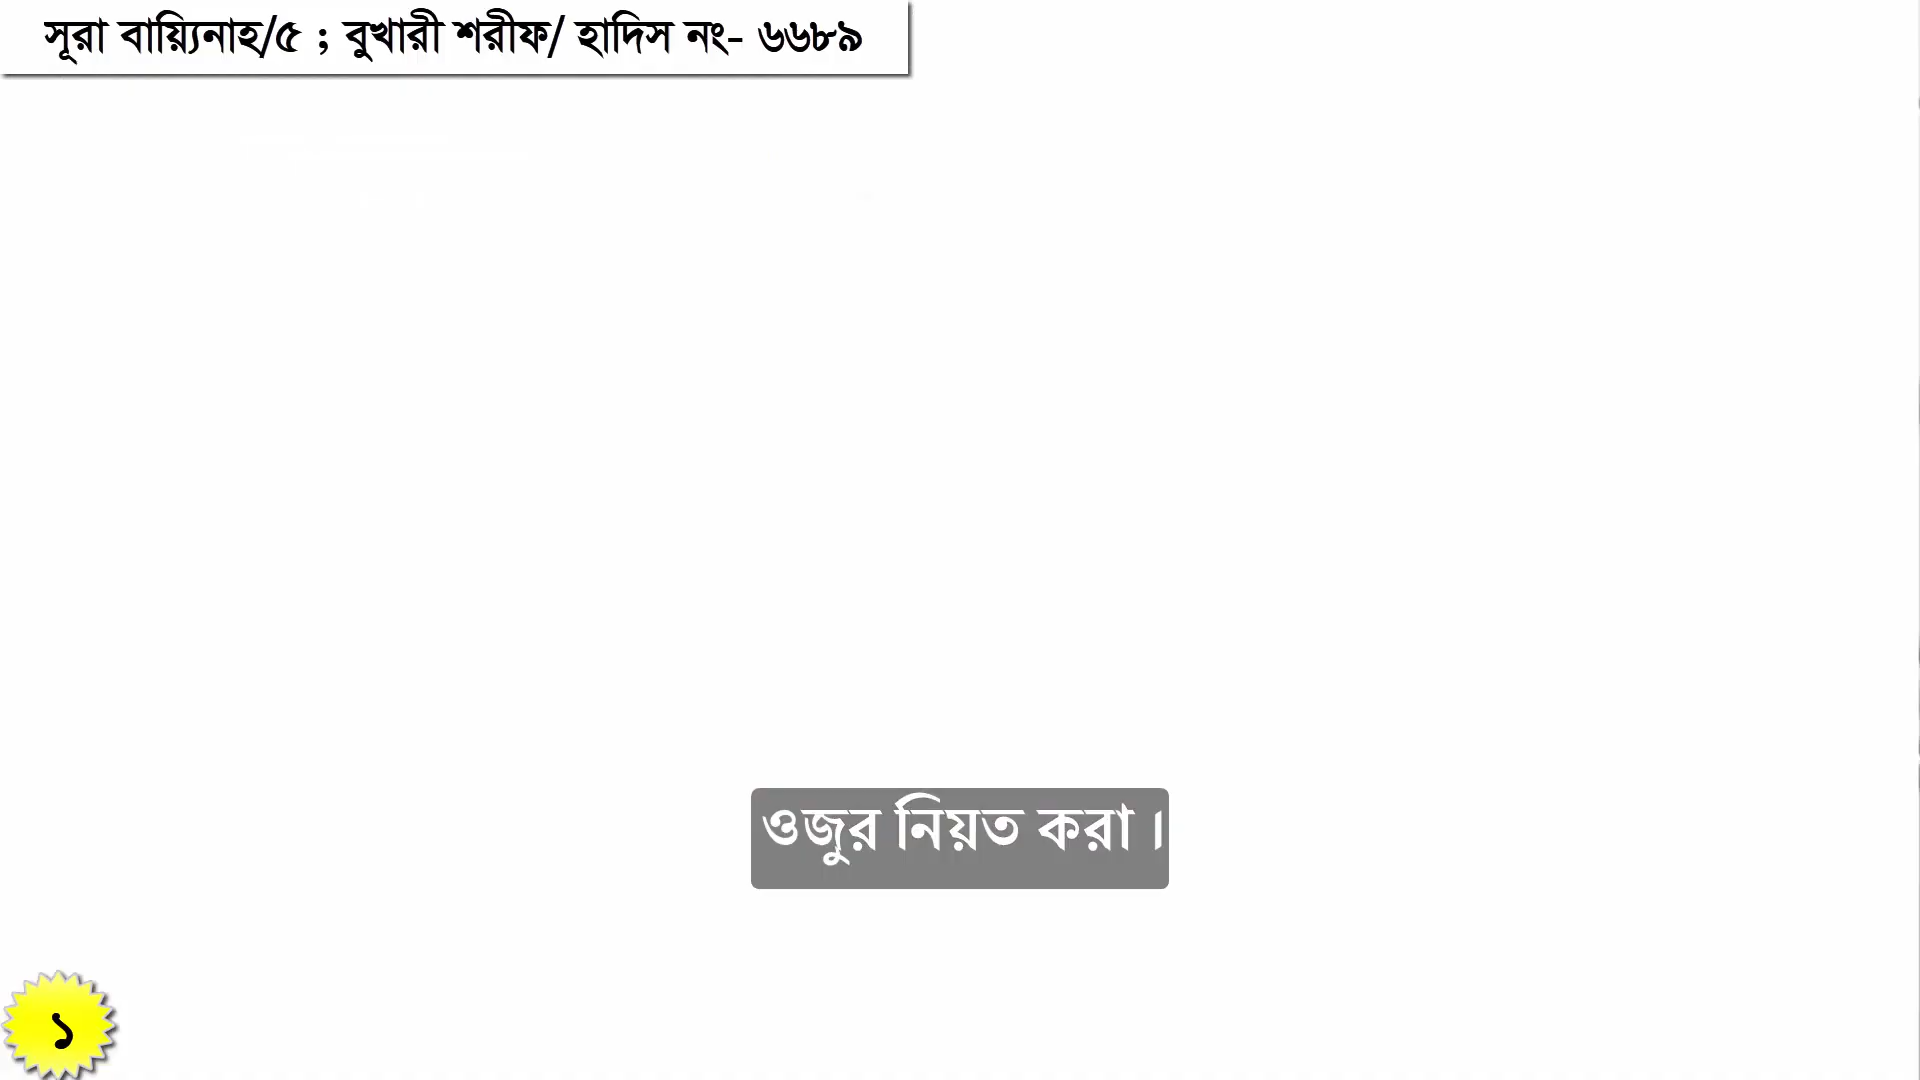 সূরা বায়্যিনাহ/৫ ; বুখারী শরীফ/ হাদিস নং- ৬৬৮৯
ওজুর নিয়ত করা।
১